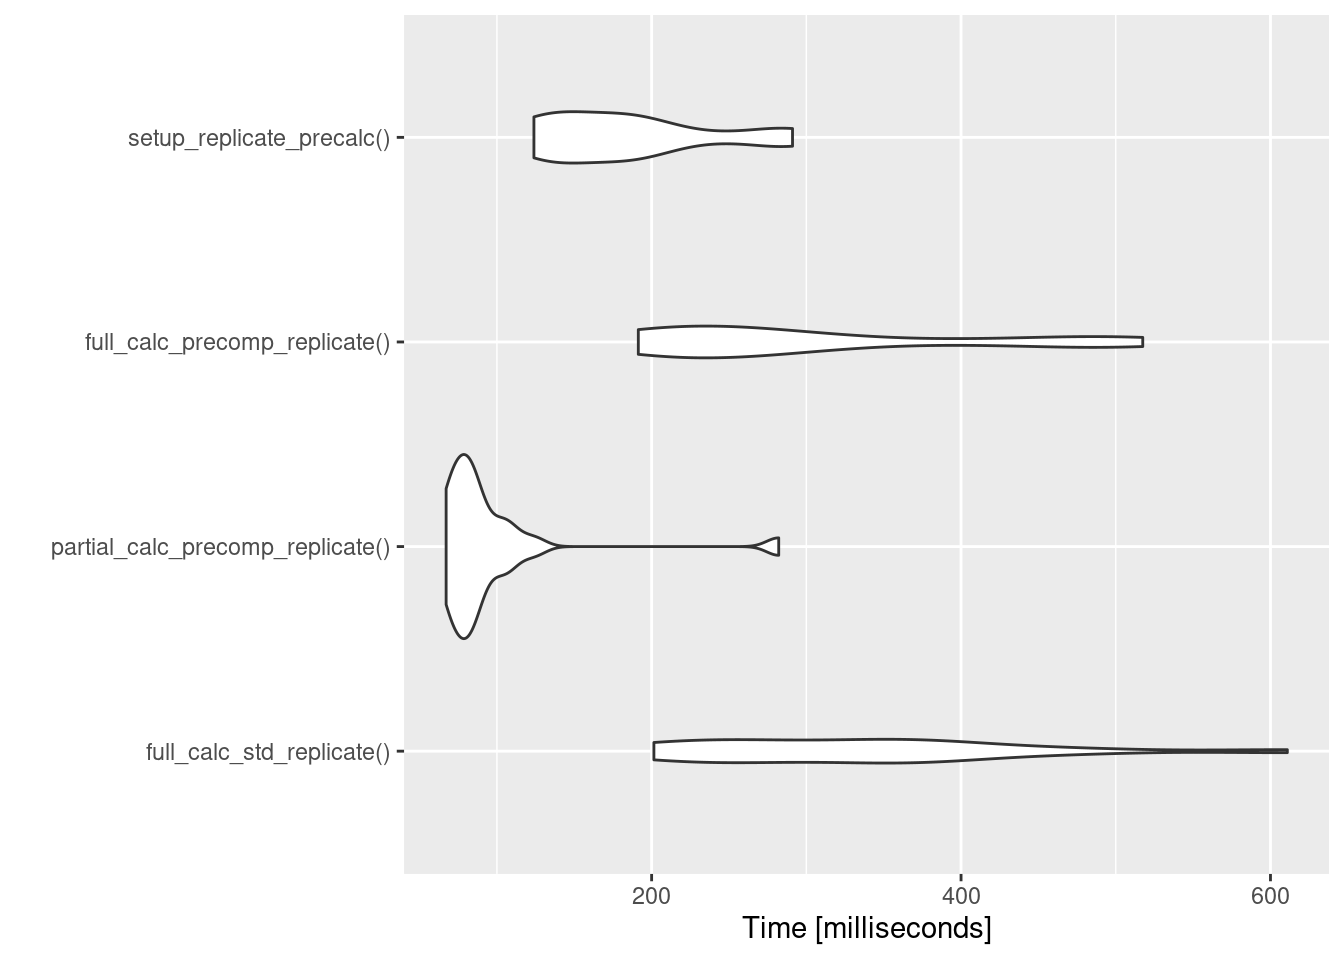 setup_replicate_precalc()
full_calc_precomp_replicate()
partial_calc_precomp_replicate()
full_calc_std_replicate()
200 400 600
Time [milliseconds]